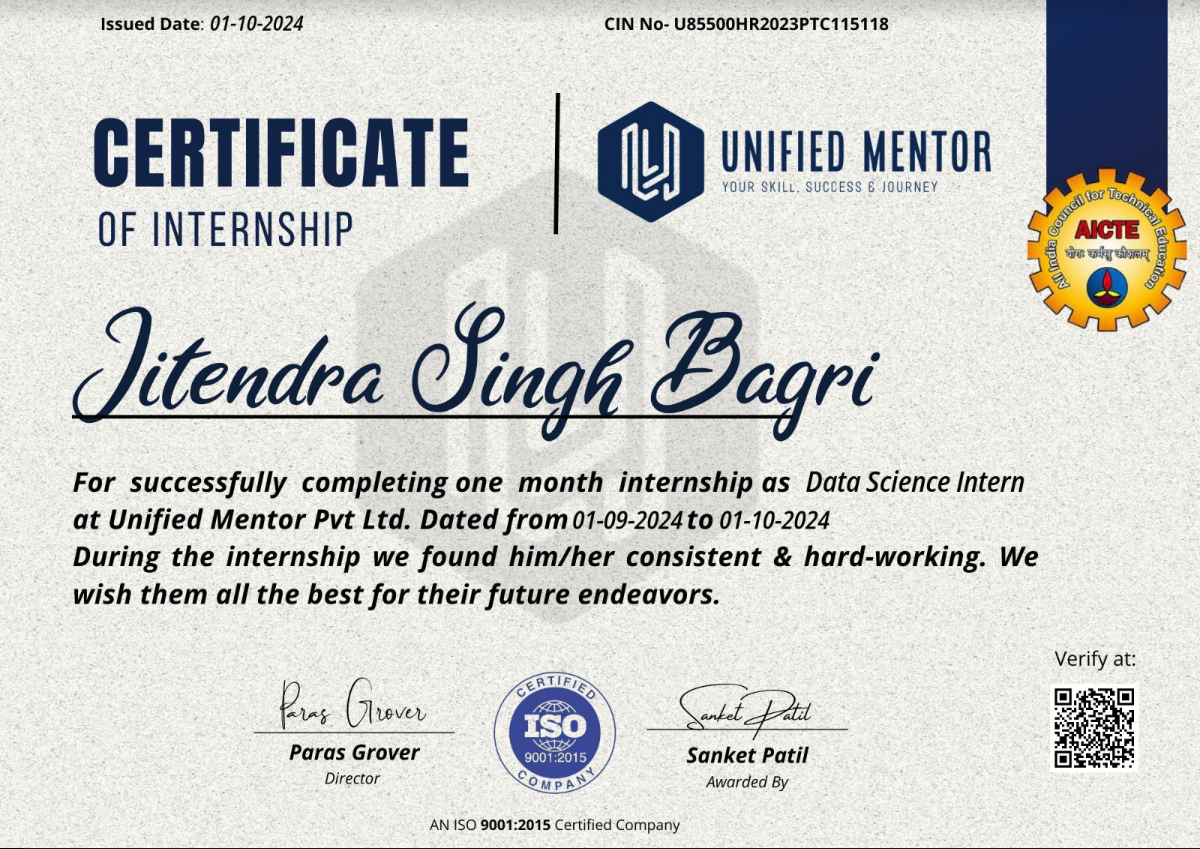 Issued Date: 01-10-2024
CIN No- U85500HR2023PTC115118
CERTIFICATE
OF INTERNSHIP
UNIFIED MENTOR
YOUR SKILL, SUCCESS & JOURNEY
All India Council for Technical Education
AICTE
योगः कर्मसु कौशलम्
Jitendra Singh Bagri
For successfully completing one month internship as Data Science Intern
at Unified Mentor Pvt Ltd. Dated from 01-09-2024 to 01-10-2024
During the internship we found him/her consistent & hard-working. We
wish them all the best for their future endeavors.
Verify at:
Paras Grover
Paras Grover
Director
CERTIFIED
ISO
9001:2015
COMPANY
Sanket Patil
Sanket Patil
Awarded By
AN ISO 9001:2015 Certified Company